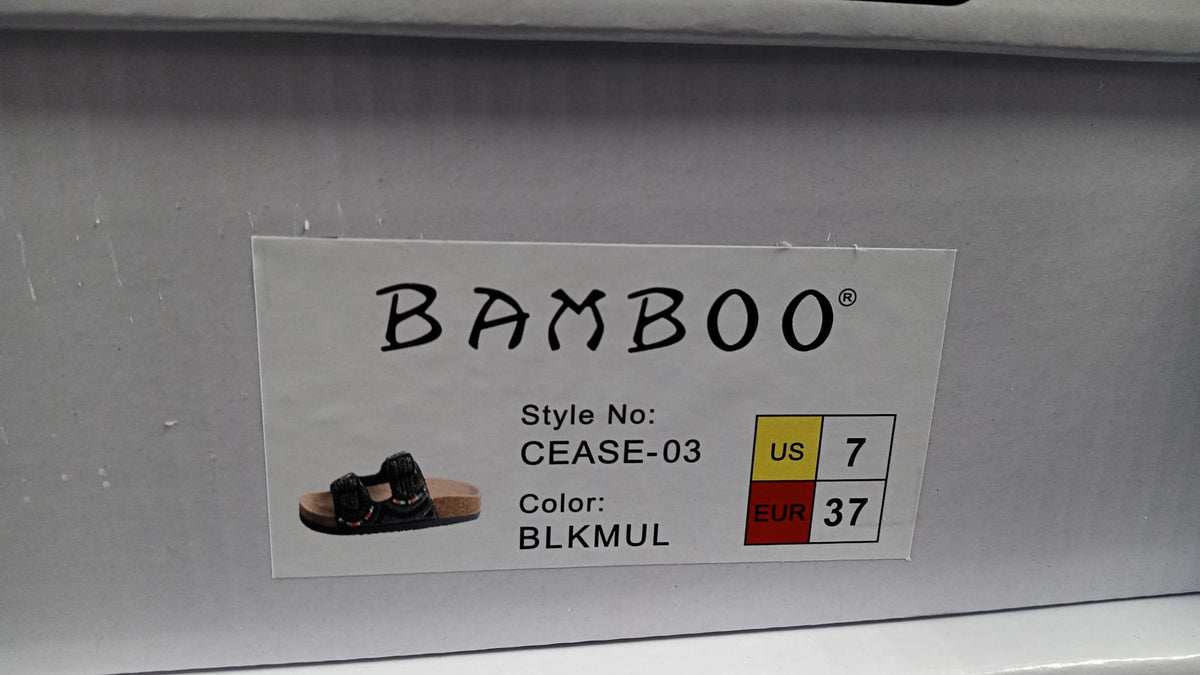 BAMBOO®
Style No:
CEASE-03
Color:
BLKMUL
US 7
EUR 37